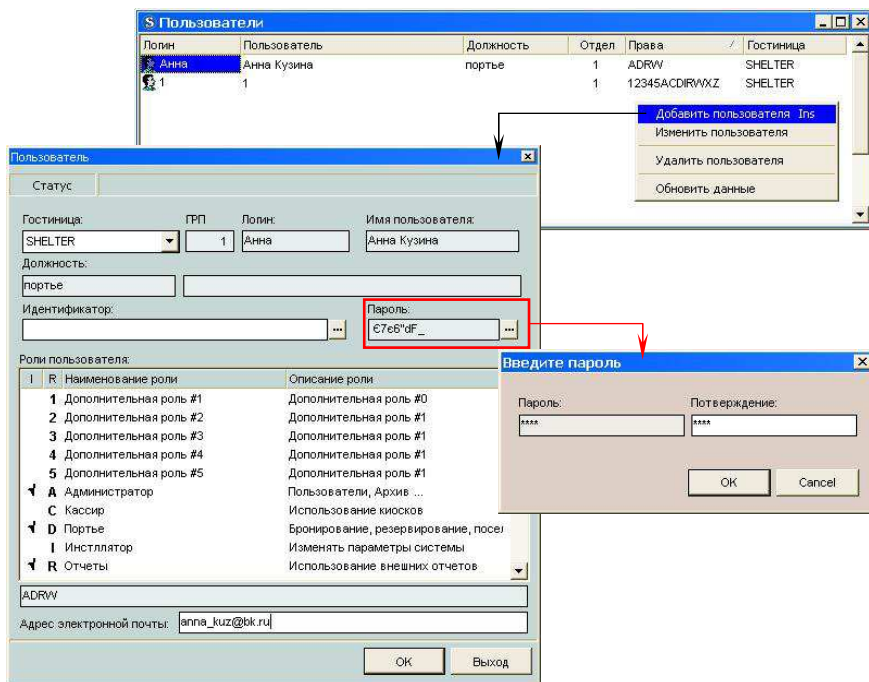 S Пользователи
Логин Пользователь Должность Отдел Права / Гостиница
Анна Анна Кузина портье 1 ADRW SHELTER
1 1 1 12345ACDIRWXZ SHELTER
Добавить пользователя Ins
Изменить пользователя
Удалить пользователя
Обновить данные
Пользователь
Статус
Гостиница: ГРП Логин: Имя пользователя:
SHELTER 1 Анна Анна Кузина
Должность:
портье
Идентификатор: Пароль:
... Є7є6"dF_ ...
Роли пользователя:
I R Наименование роли Описание роли
1 Дополнительная роль #1 Дополнительная роль #0
2 Дополнительная роль #2 Дополнительная роль #1
3 Дополнительная роль #3 Дополнительная роль #1
4 Дополнительная роль #4 Дополнительная роль #1
5 Дополнительная роль #5 Дополнительная роль #1
A Администратор Пользователи, Архив ...
C Кассир Использование киосков
D Портье Бронирование, резервирование, посел
I Инстллятор Изменять параметры системы
R Отчеты Использование внешних отчетов
ADRW
Адрес электронной почты: anna_kuz@bk.ru
OK Выход
Введите пароль
Пароль: Потверждение:
**** ****
OK Cancel